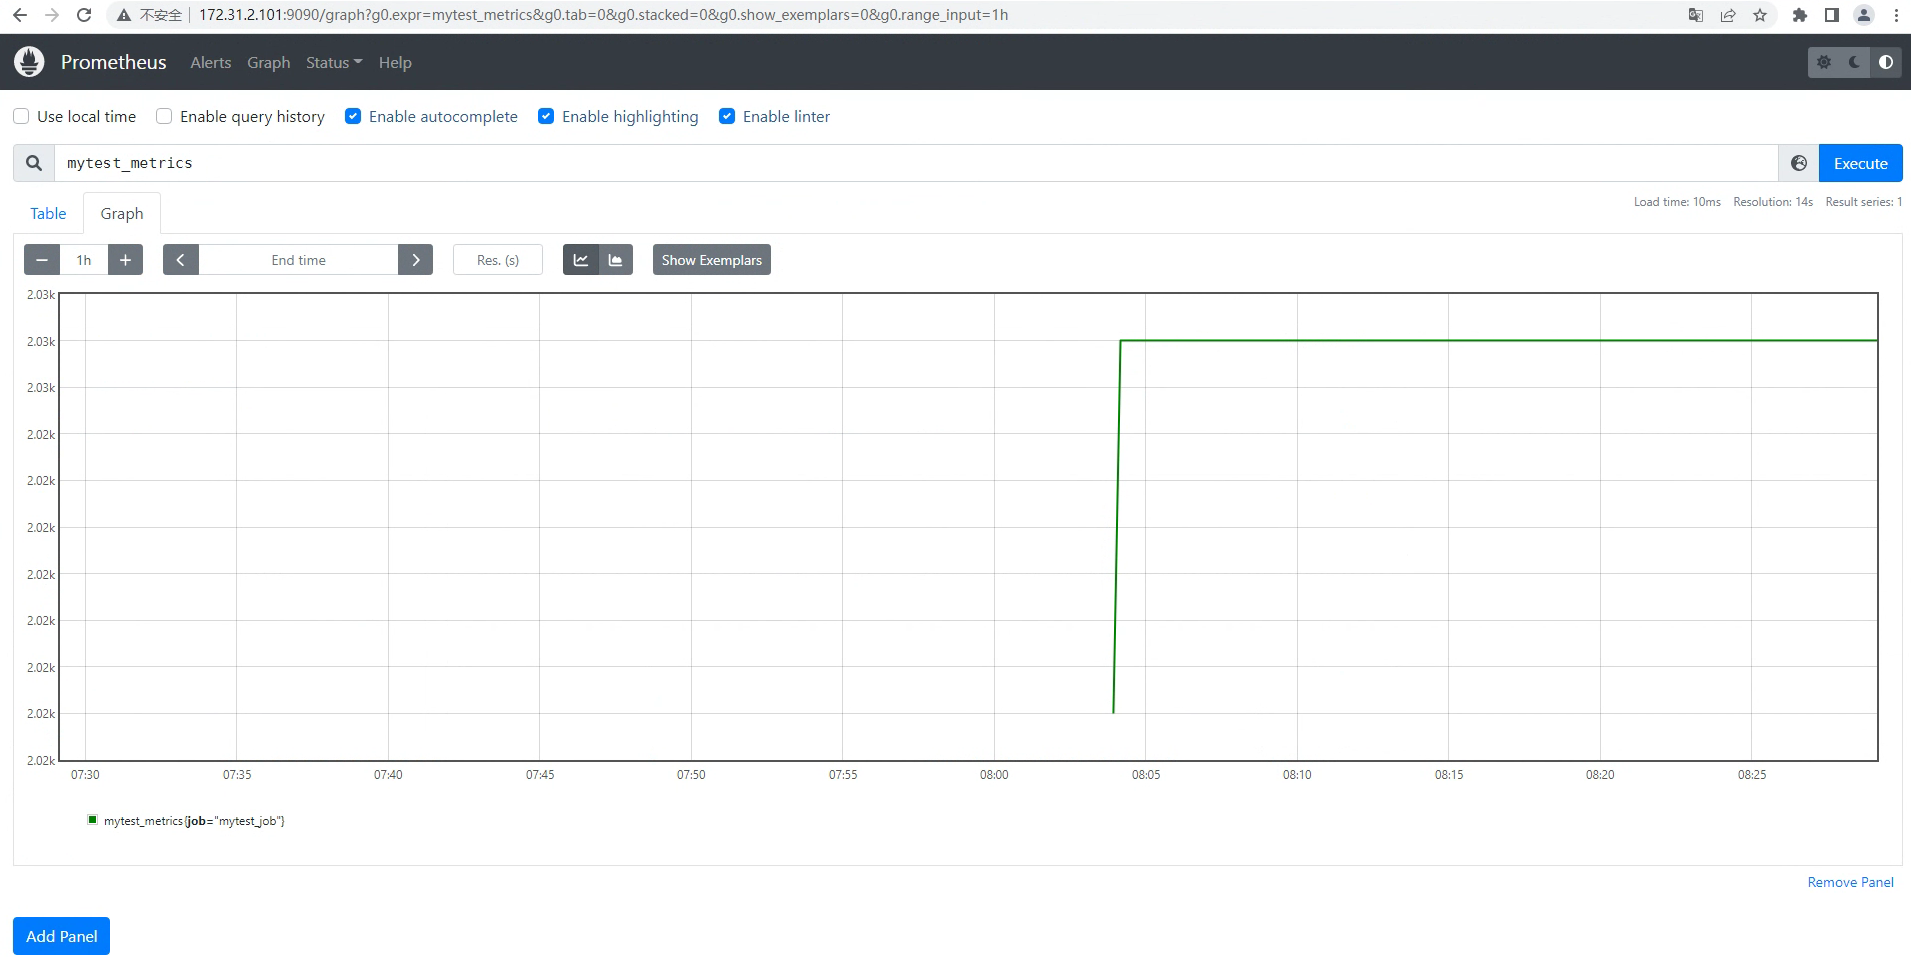 不安全 172.31.2.101:9090/graph?g0.expr=mytest_metrics&g0.tab=0&g0.stacked=0&g0.show_exemplars=0&g0.range_input=1h
Prometheus Alerts Graph Status Help
Use local time Enable query history Enable autocomplete Enable highlighting Enable linter
mytest_metrics Execute
Table Graph Load time: 10ms Resolution: 14s Result series: 1
− 1h + End time Res. (s) Show Exemplars
2.03k
2.03k
2.03k
2.02k
2.02k
2.02k
2.02k
2.02k
2.02k
2.02k
2.02k
07:30 07:35 07:40 07:45 07:50 07:55 08:00 08:05 08:10 08:15 08:20 08:25
mytest_metrics{job="mytest_job"}
Remove Panel
Add Panel